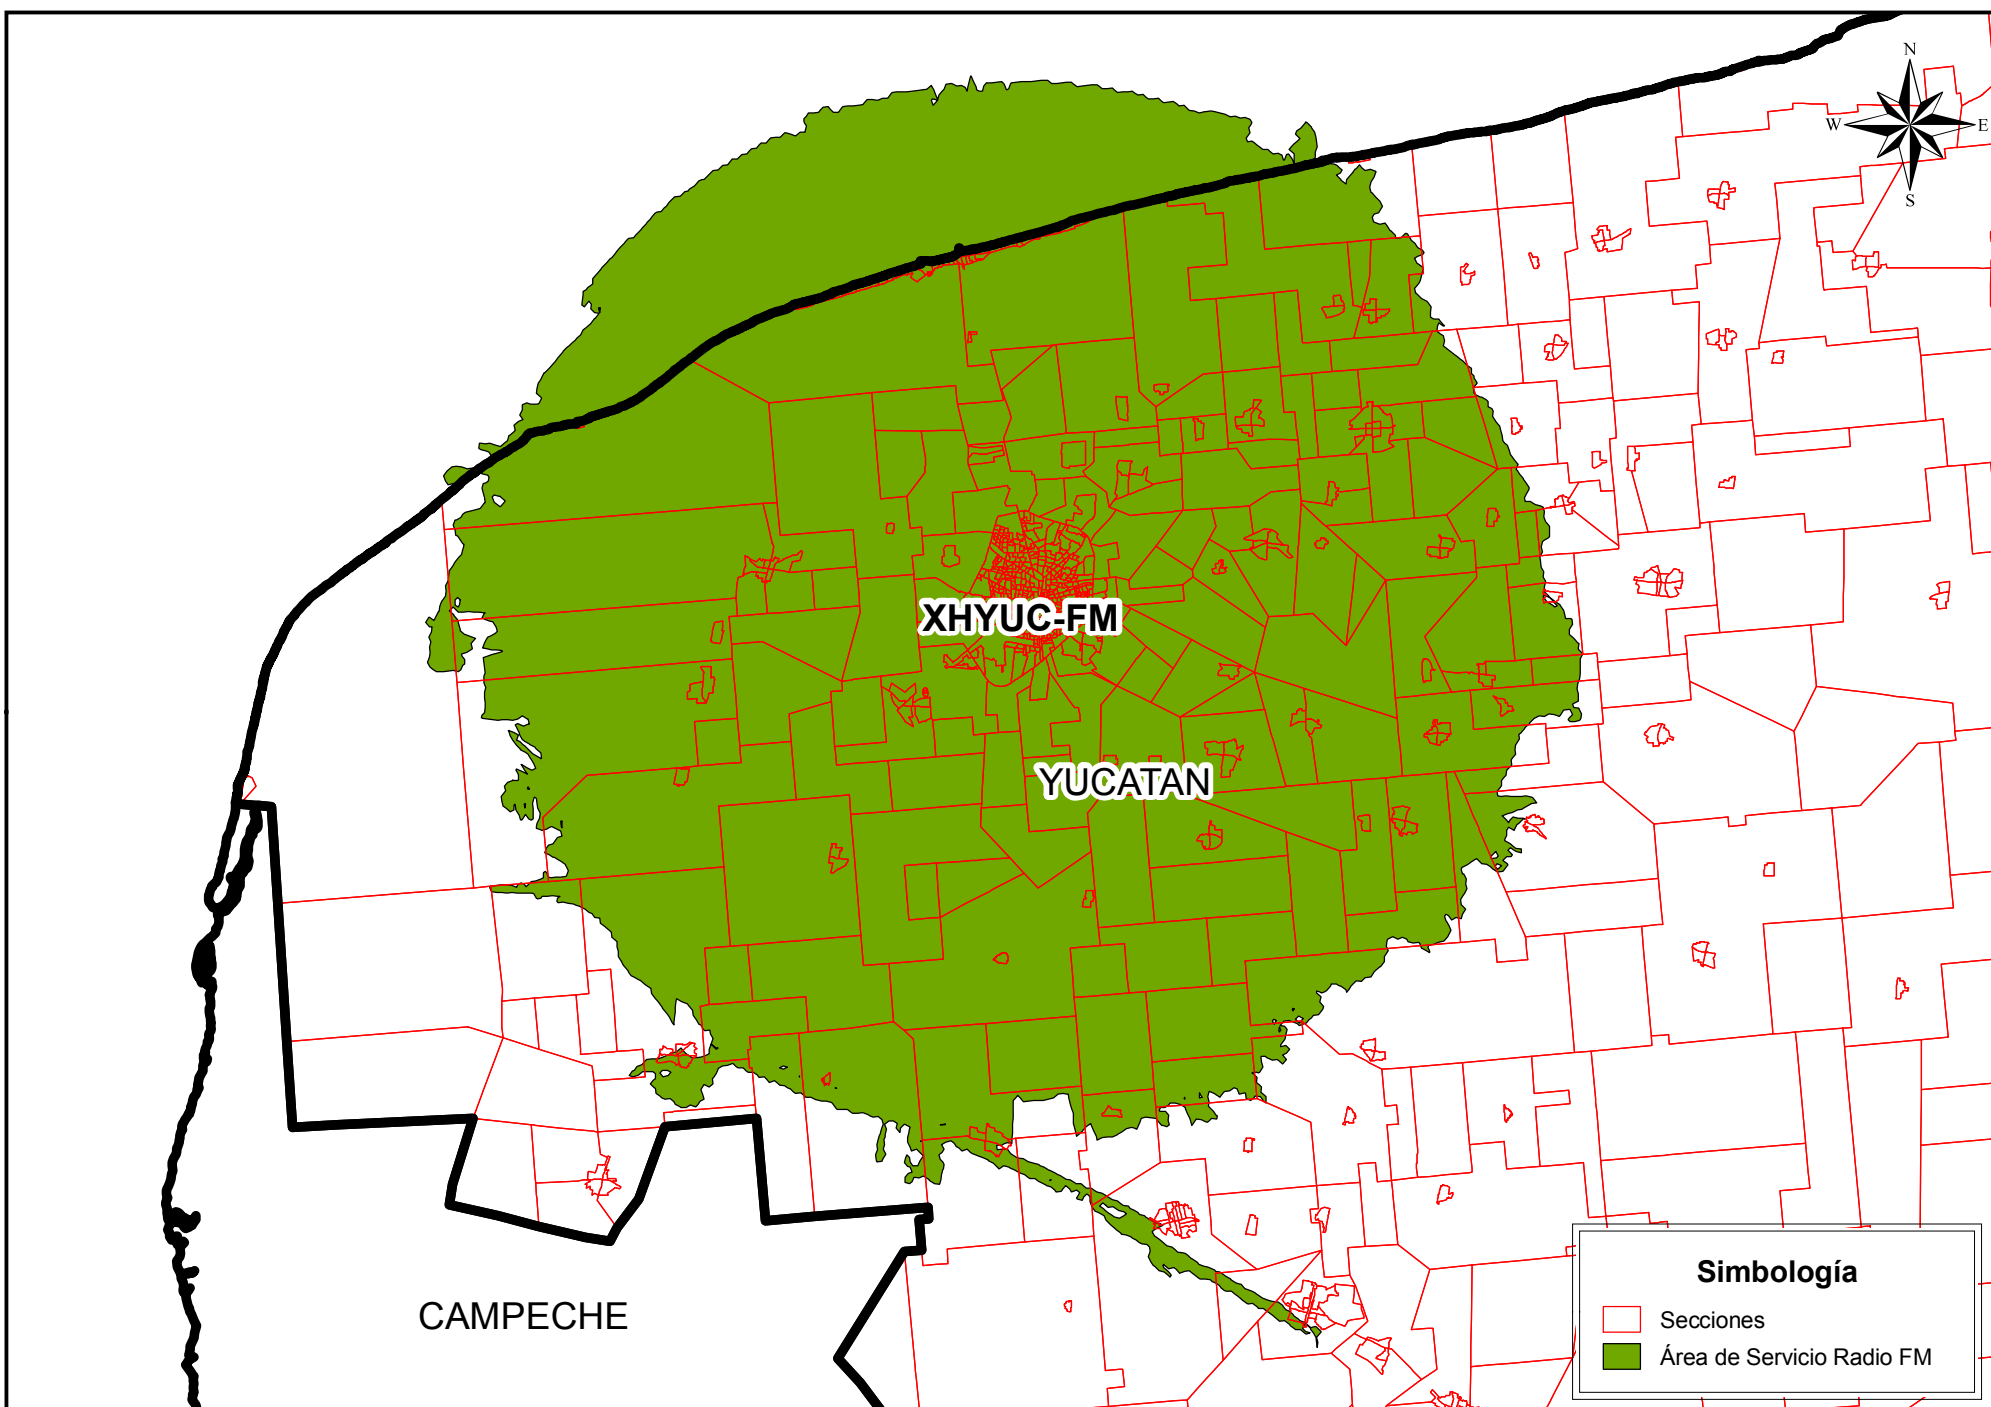 N
W E
S
XHYUC-FM
YUCATAN
CAMPECHE
Simbología
Secciones
Área de Servicio Radio FM